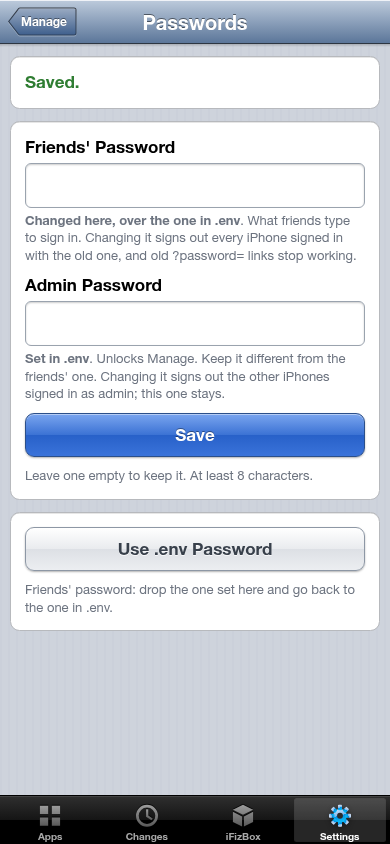 Manage
Passwords
Saved.
Friends' Password
Changed here, over the one in .env. What friends type
to sign in. Changing it signs out every iPhone signed in
with the old one, and old ?password= links stop working.
Admin Password
Set in .env. Unlocks Manage. Keep it different from the
friends' one. Changing it signs out the other iPhones
signed in as admin; this one stays.
Save
Leave one empty to keep it. At least 8 characters.
Use .env Password
Friends' password: drop the one set here and go back to
the one in .env.
Apps
Changes
iFizBox
Settings